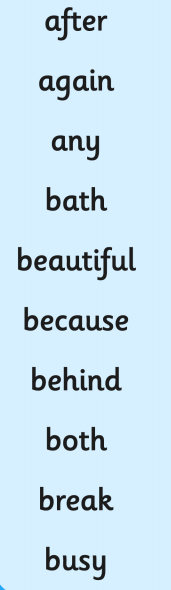 after
again
any
bath
beautiful
because
behind
both
break
busy